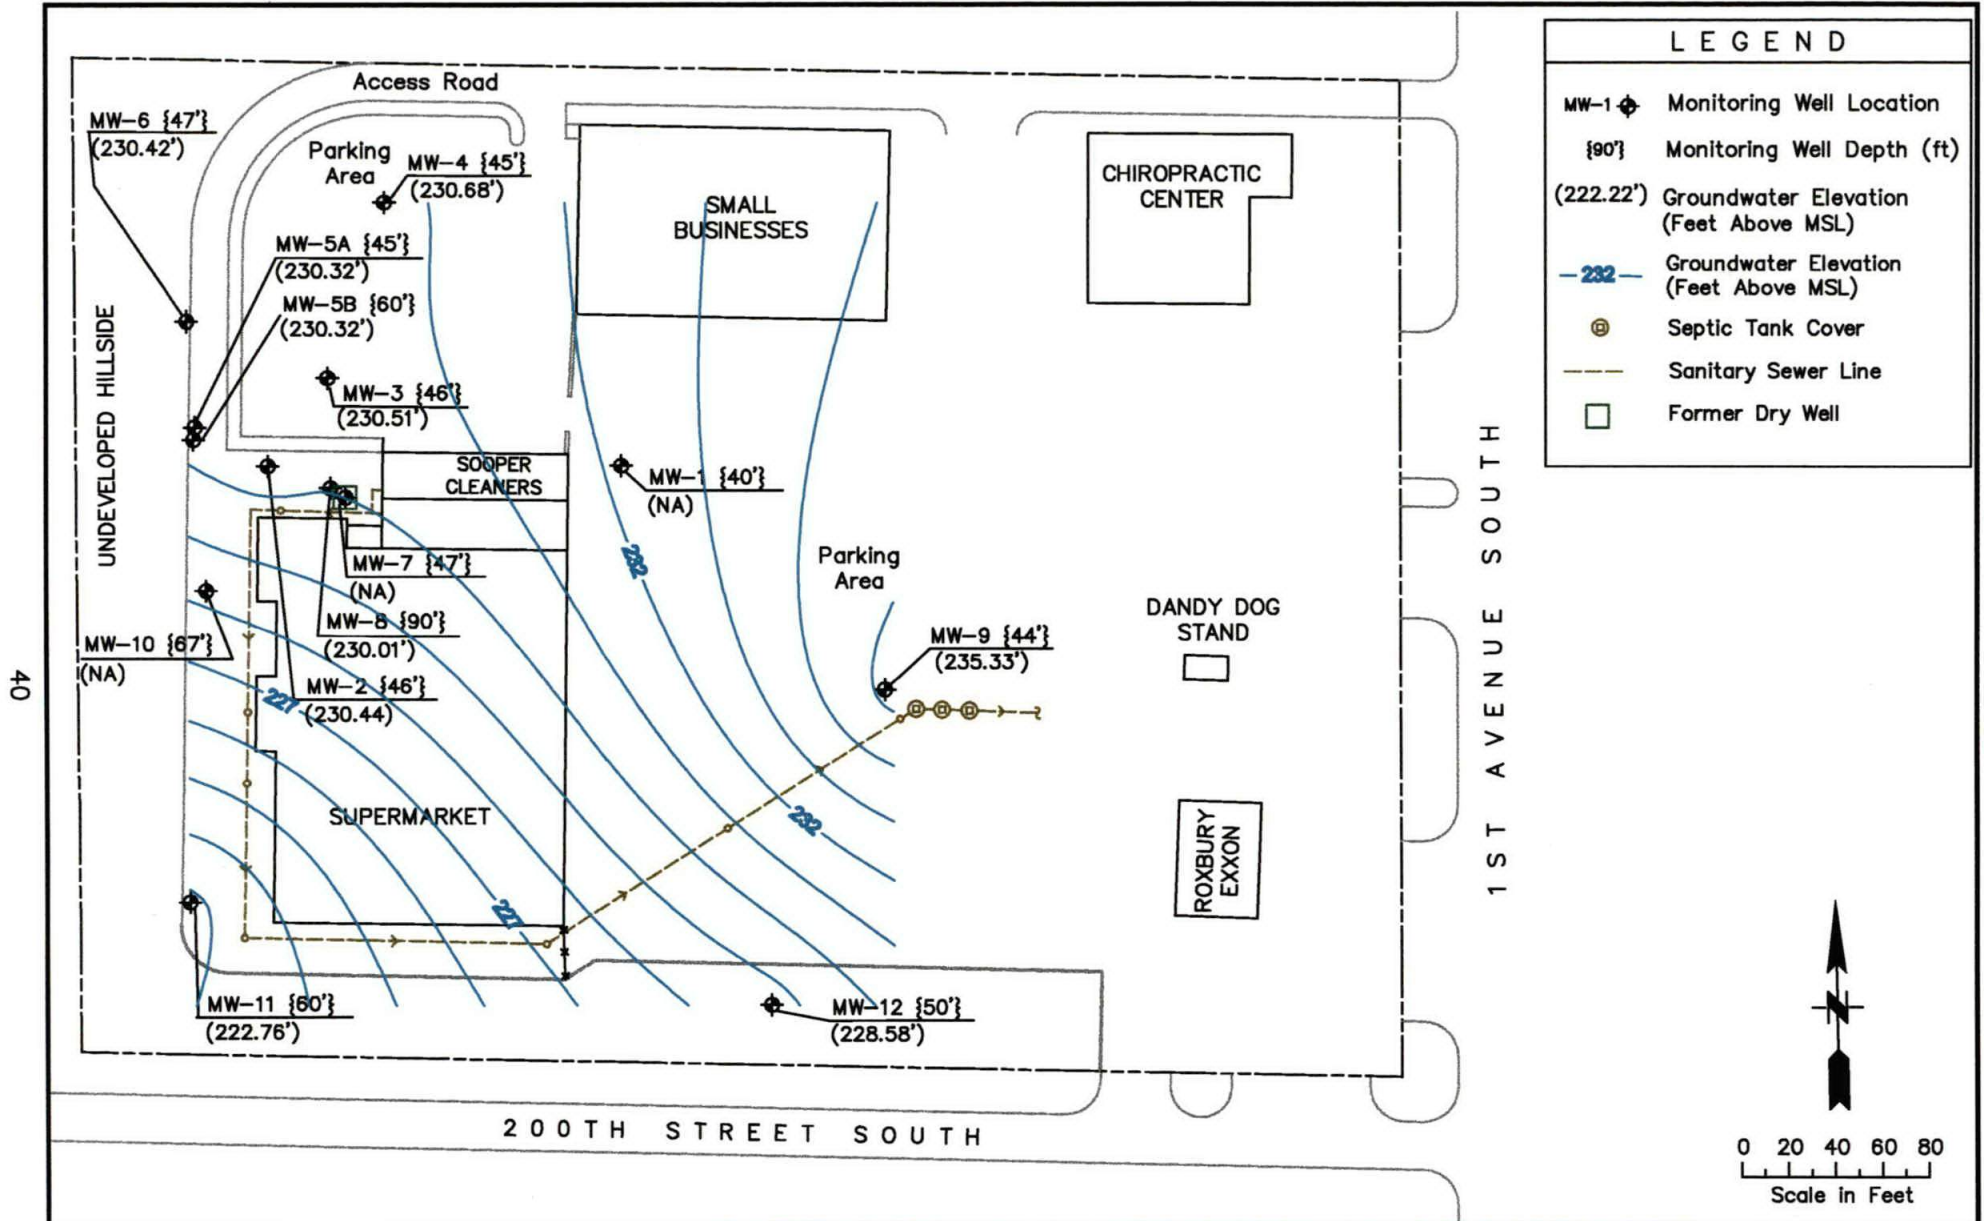 Access Road
MW-6 {47'}
(230.42')
Parking
Area
MW-4 {45'}
(230.68')
SMALL
BUSINESSES
CHIROPRACTIC
CENTER
MW-5A {45'}
(230.32')
MW-5B {60'}
(230.32')
UNDEVELOPED HILLSIDE
MW-3 {46'}
(230.51')
SOOPER
CLEANERS
MW-1 {40'}
(NA)
232
Parking
Area
MW-7 {47'}
(NA)
MW-8 {90'}
(230.01')
MW-10 {67'}
(NA)
MW-2 {46'}
(230.44)
227
MW-9 {44'}
(235.33')
DANDY DOG
STAND
SUPERMARKET
232
ROXBURY
EXXON
227
MW-11 {60'}
(222.76')
MW-12 {50'}
(228.58')
1ST AVENUE SOUTH
200TH STREET SOUTH
40
LEGEND
MW-1 Monitoring Well Location
{90'} Monitoring Well Depth (ft)
(222.22') Groundwater Elevation
(Feet Above MSL)
232 Groundwater Elevation
(Feet Above MSL)
Septic Tank Cover
Sanitary Sewer Line
Former Dry Well
N
0 20 40 60 80
Scale in Feet